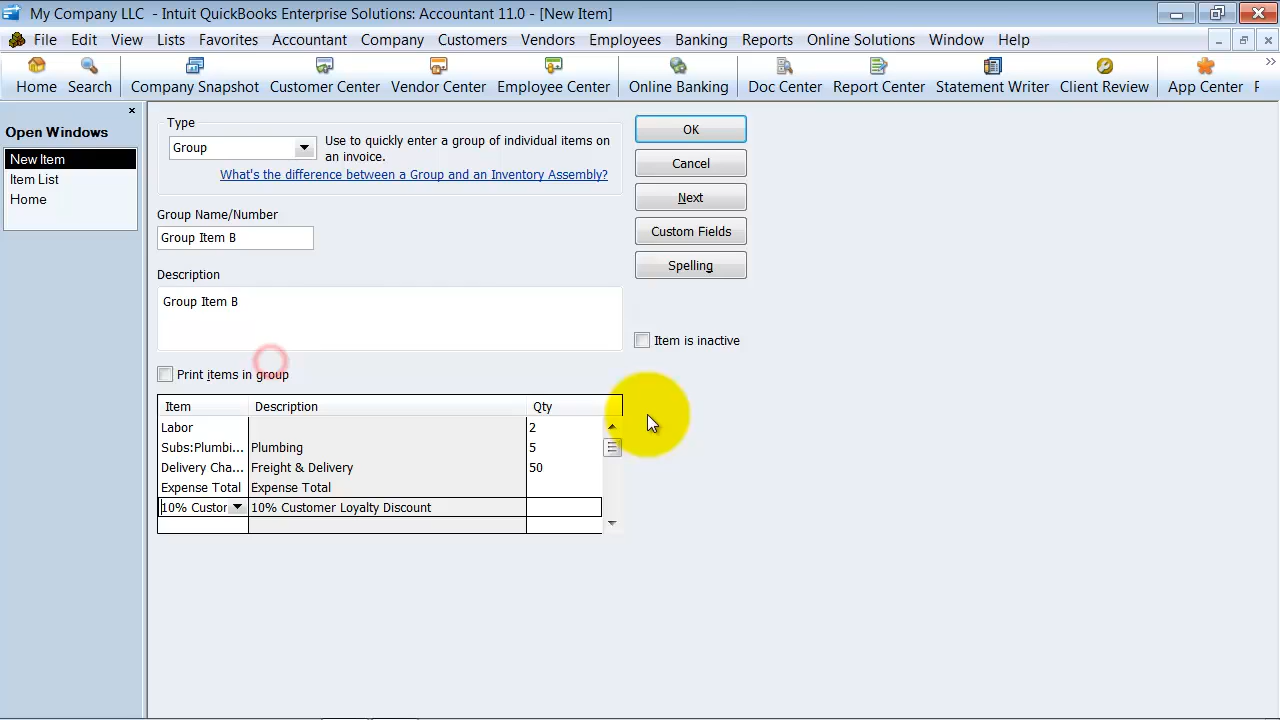 My Company LLC - Intuit QuickBooks Enterprise Solutions: Accountant 11.0 - [New Item]
File Edit View Lists Favorites Accountant Company Customers Vendors Employees Banking Reports Online Solutions Window Help
Home Search Company Snapshot Customer Center Vendor Center Employee Center Online Banking Doc Center Report Center Statement Writer Client Review App Center
Open Windows
New Item
Item List
Home
Type
Group
Use to quickly enter a group of individual items on
an invoice.
What's the difference between a Group and an Inventory Assembly?
OK
Cancel
Next
Custom Fields
Spelling
Group Name/Number
Group Item B
Description
Group Item B
Item is inactive
Print items in group
Item Description Qty
Labor 2
Subs:Plumbi... Plumbing 5
Delivery Cha... Freight & Delivery 50
Expense Total Expense Total
10% Custor 10% Customer Loyalty Discount